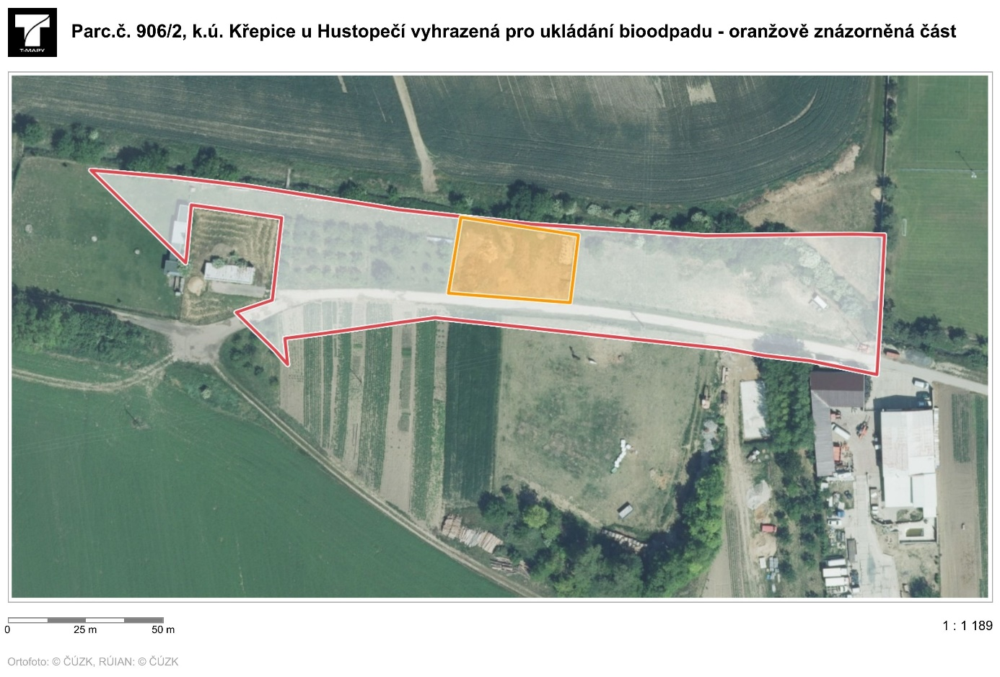 T-MAPY
Parc.č. 906/2, k.ú. Křepice u Hustopečí vyhrazená pro ukládání bioodpadu - oranžově znázorněná část
0 25 m 50 m
1 : 1 189
Ortofoto: © ČÚZK, RÚIAN: © ČÚZK